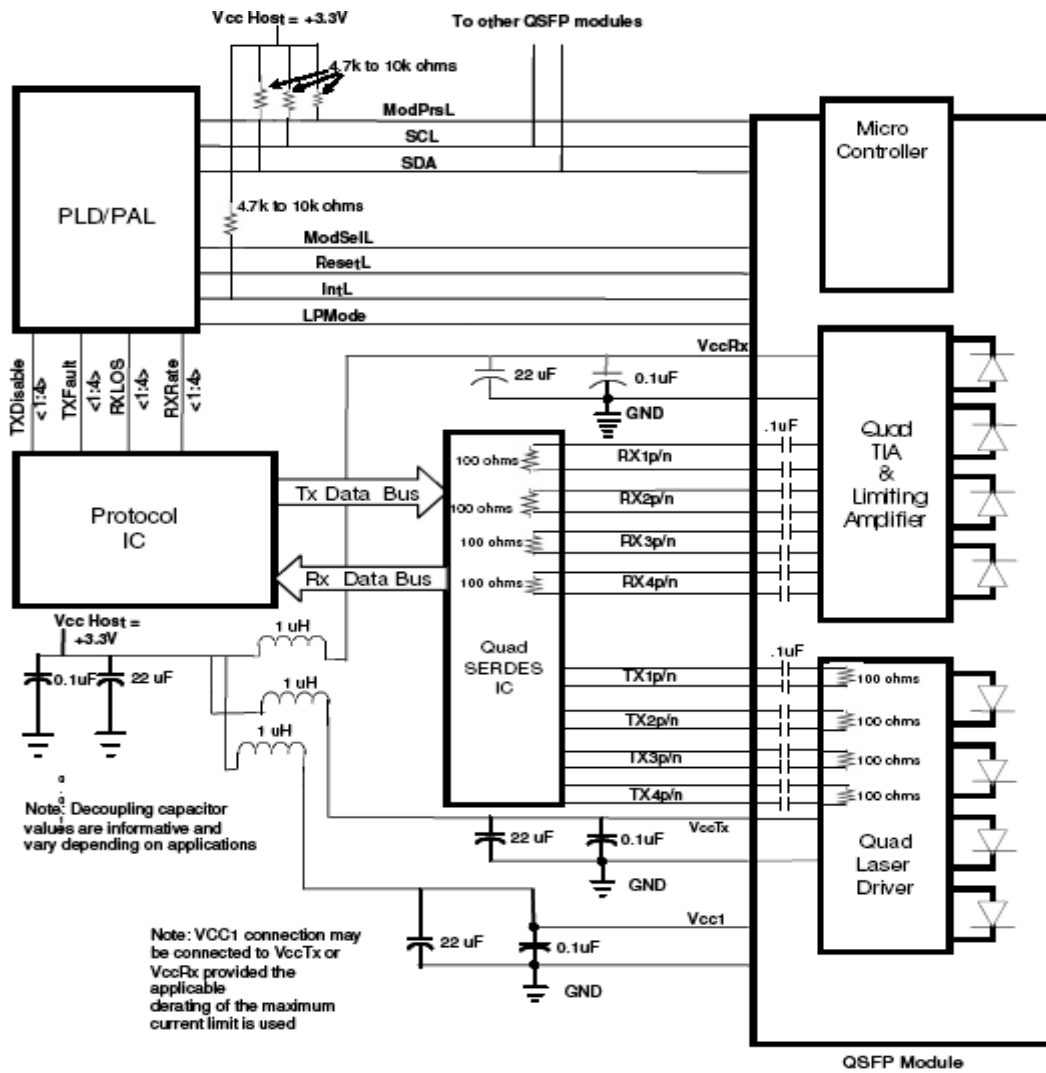 Vcc Host = +3.3V
To other QSFP modules
4.7k to 10k ohms
ModPrsL
SCL
SDA
Micro
Controller
PLD/PAL
4.7k to 10k ohms
ModSelL
ResetL
IntL
LPMode
TXDisable
<1:4>
TXFault
<1:4>
RXLOS
<1:4>
RXRate
<1:4>
VccRx
22 uF
0.1uF
GND
Protocol
IC
Tx Data Bus
Rx Data Bus
100 ohms
100 ohms
100 ohms
100 ohms
Quad
SERDES
IC
RX1p/n
RX2p/n
RX3p/n
RX4p/n
.1uF
Quad
TIA
&
Limiting
Amplifier
Vcc Host =
+3.3V
0.1uF
22 uF
1 uH
1 uH
1 uH
TX1p/n
TX2p/n
TX3p/n
TX4p/n
.1uF
100 ohms
100 ohms
100 ohms
100 ohms
Quad
Laser
Driver
Note: Decoupling capacitor
values are informative and
vary depending on applications
VccTx
22 uF
0.1uF
GND
Vcc1
22 uF
0.1uF
GND
Note: VCC1 connection may
be connected to VccTx or
VccRx provided the
applicable
derating of the maximum
current limit is used
QSFP Module